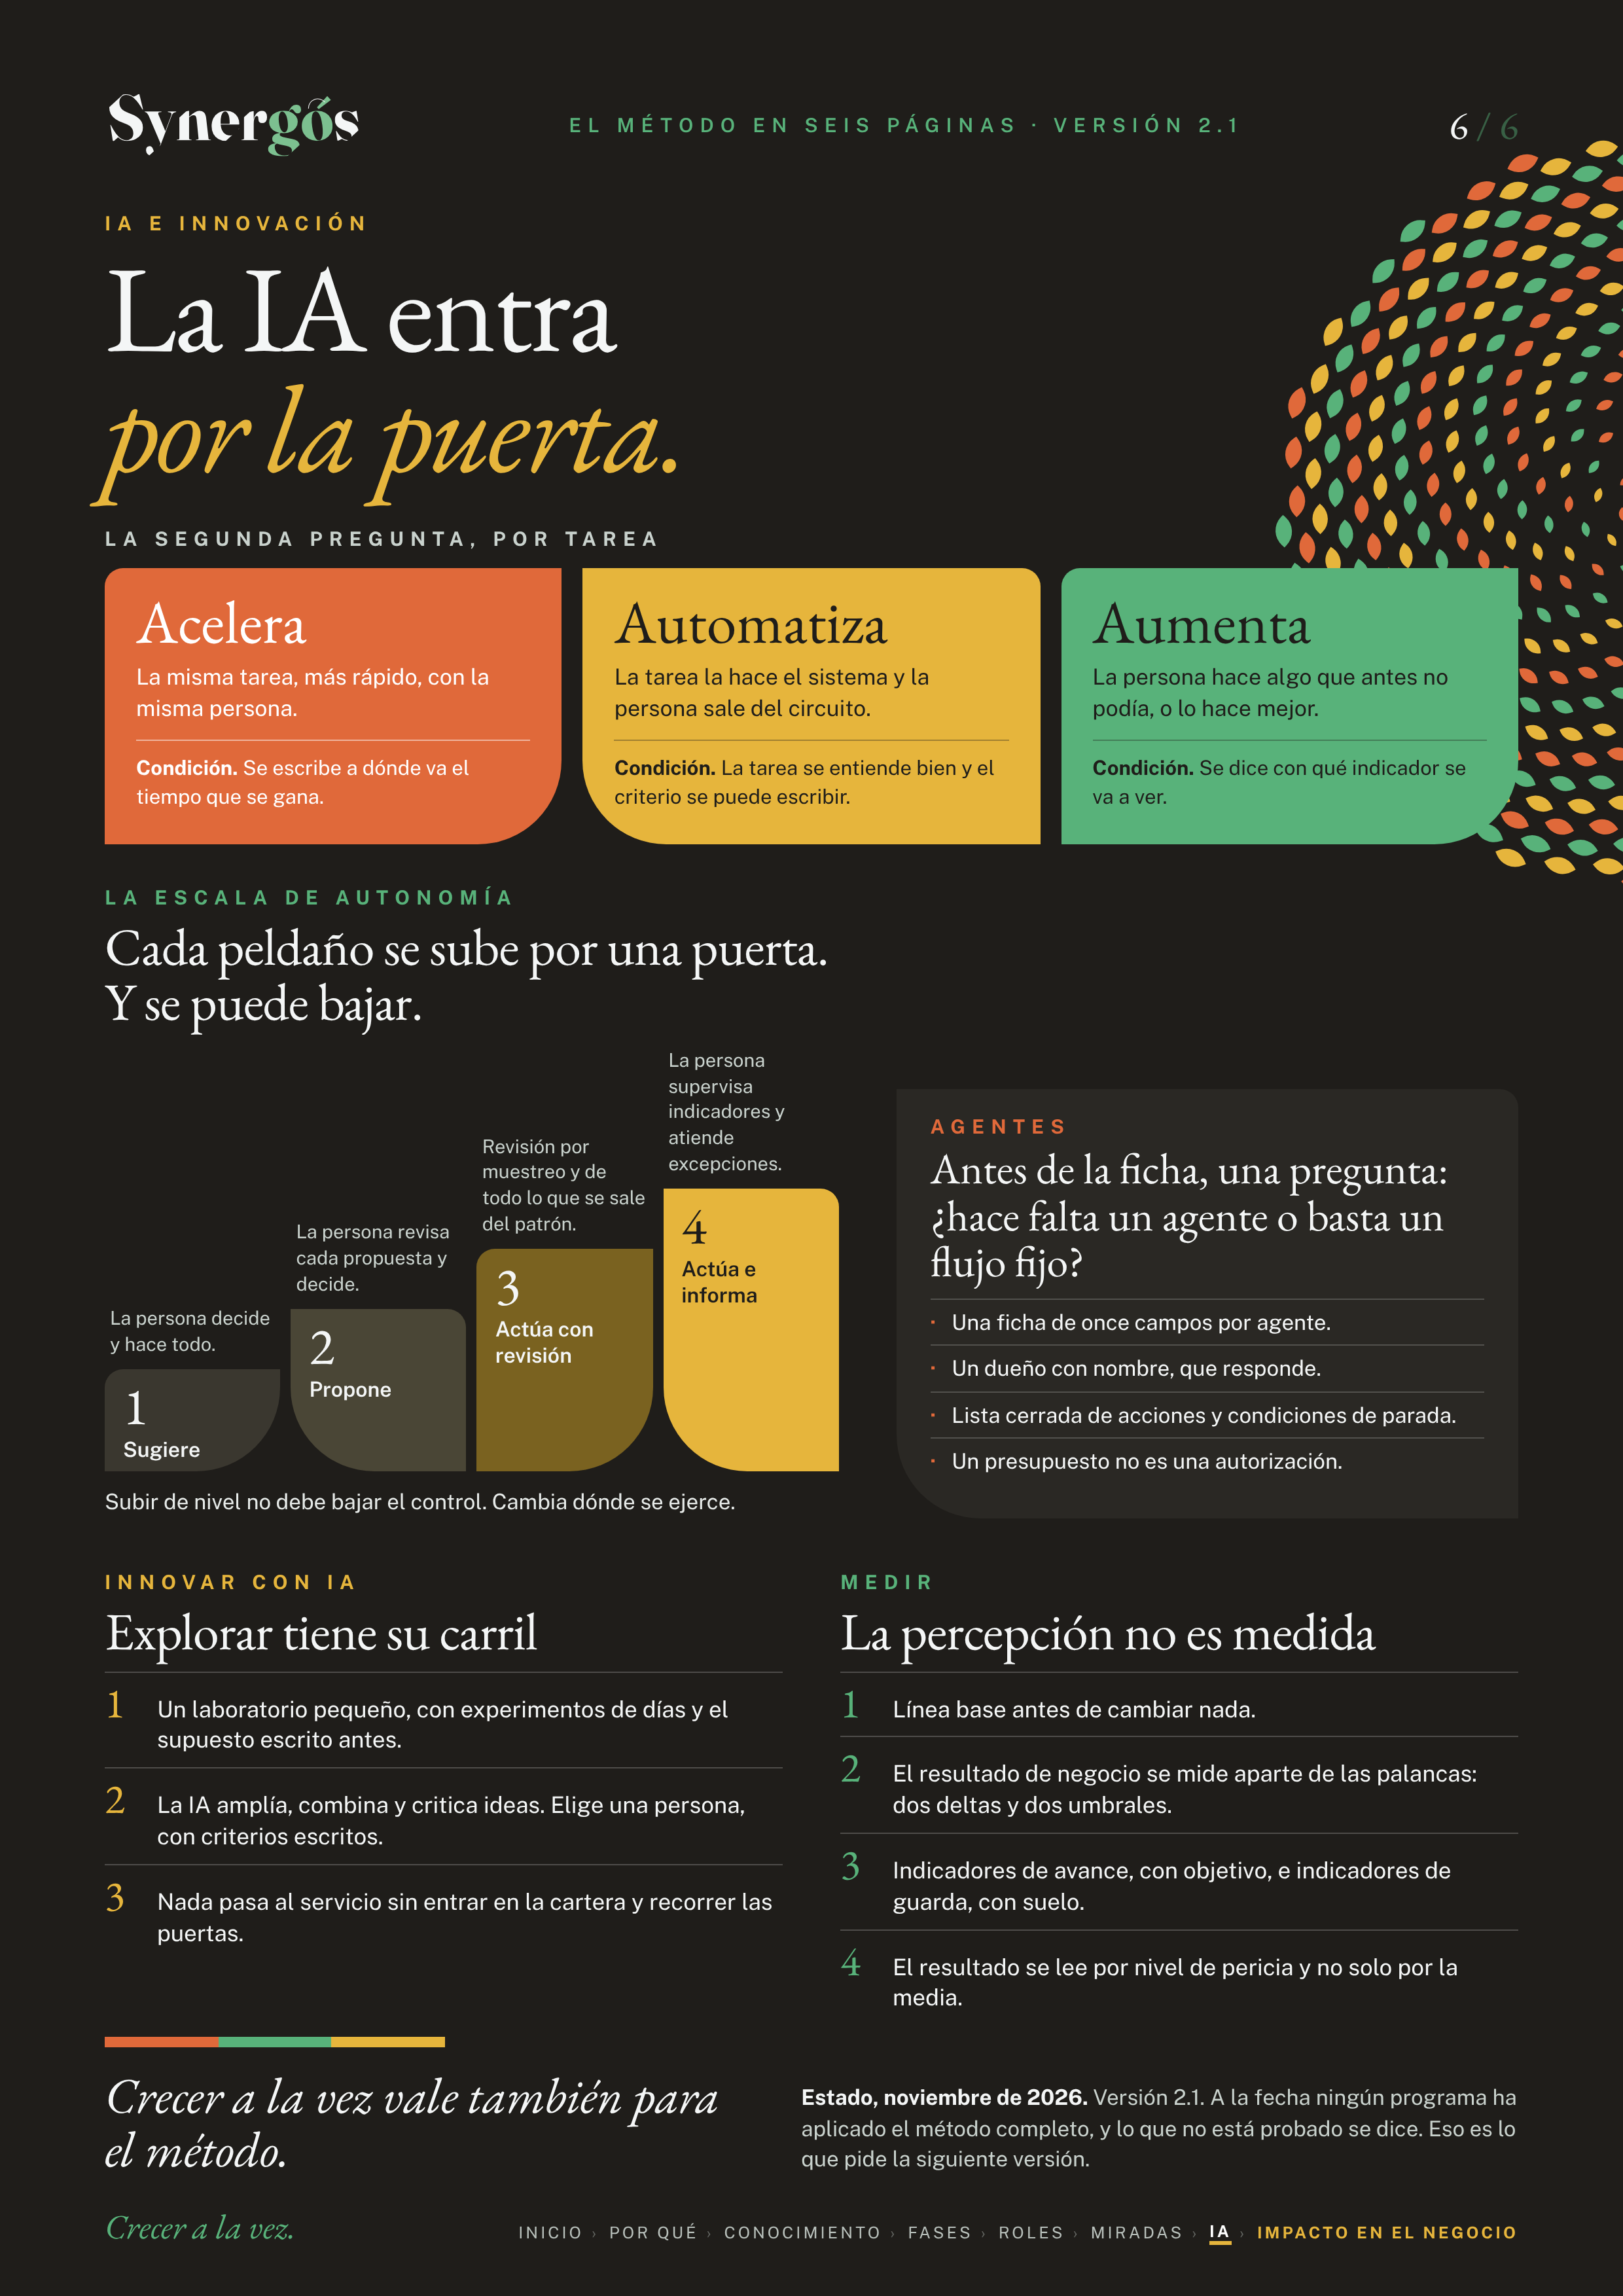 Synergós
EL MÉTODO EN SEIS PÁGINAS · VERSIÓN 2.1
6 / 6
IA E INNOVACIÓN
La IA entra
por la puerta.
LA SEGUNDA PREGUNTA, POR TAREA
Acelera
La misma tarea, más rápido, con la
misma persona.
Condición. Se escribe a dónde va el
tiempo que se gana.
Automatiza
La tarea la hace el sistema y la
persona sale del circuito.
Condición. La tarea se entiende bien y el
criterio se puede escribir.
Aumenta
La persona hace algo que antes no
podía, o lo hace mejor.
Condición. Se dice con qué indicador se
va a ver.
LA ESCALA DE AUTONOMÍA
Cada peldaño se sube por una puerta.
Y se puede bajar.
La persona decide
y hace todo.
1
Sugiere
La persona revisa
cada propuesta y
decide.
2
Propone
Revisión por
muestreo y de
todo lo que se sale
del patrón.
3
Actúa con
revisión
La persona
supervisa
indicadores y
atiende
excepciones.
4
Actúa e
informa
Subir de nivel no debe bajar el control. Cambia dónde se ejerce.
AGENTES
Antes de la ficha, una pregunta:
¿hace falta un agente o basta un
flujo fijo?
· Una ficha de once campos por agente.
· Un dueño con nombre, que responde.
· Lista cerrada de acciones y condiciones de parada.
· Un presupuesto no es una autorización.
INNOVAR CON IA
Explorar tiene su carril
1 Un laboratorio pequeño, con experimentos de días y el
supuesto escrito antes.
2 La IA amplía, combina y critica ideas. Elige una persona,
con criterios escritos.
3 Nada pasa al servicio sin entrar en la cartera y recorrer las
puertas.
MEDIR
La percepción no es medida
1 Línea base antes de cambiar nada.
2 El resultado de negocio se mide aparte de las palancas:
dos deltas y dos umbrales.
3 Indicadores de avance, con objetivo, e indicadores de
guarda, con suelo.
4 El resultado se lee por nivel de pericia y no solo por la
media.
Crecer a la vez vale también para
el método.
Estado, noviembre de 2026. Versión 2.1. A la fecha ningún programa ha
aplicado el método completo, y lo que no está probado se dice. Eso es lo
que pide la siguiente versión.
Crecer a la vez.
INICIO › POR QUÉ › CONOCIMIENTO › FASES › ROLES › MIRADAS › IA › IMPACTO EN EL NEGOCIO